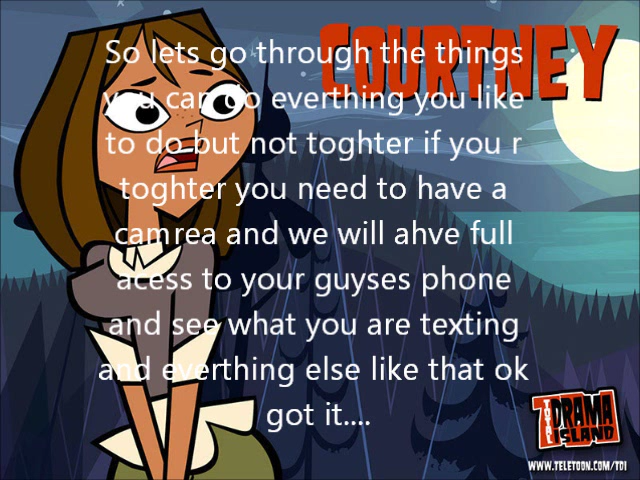 COURTNEY
So lets go through the things
you can do everthing you like
to do but not toghter if you r
toghter you need to have a
camrea and we will ahve full
acess to your guyses phone
and see what you are texting
and everthing else like that ok
got it....
TOTAL
DRAMA
ISLAND
WWW.TELETOON.COM/TDI